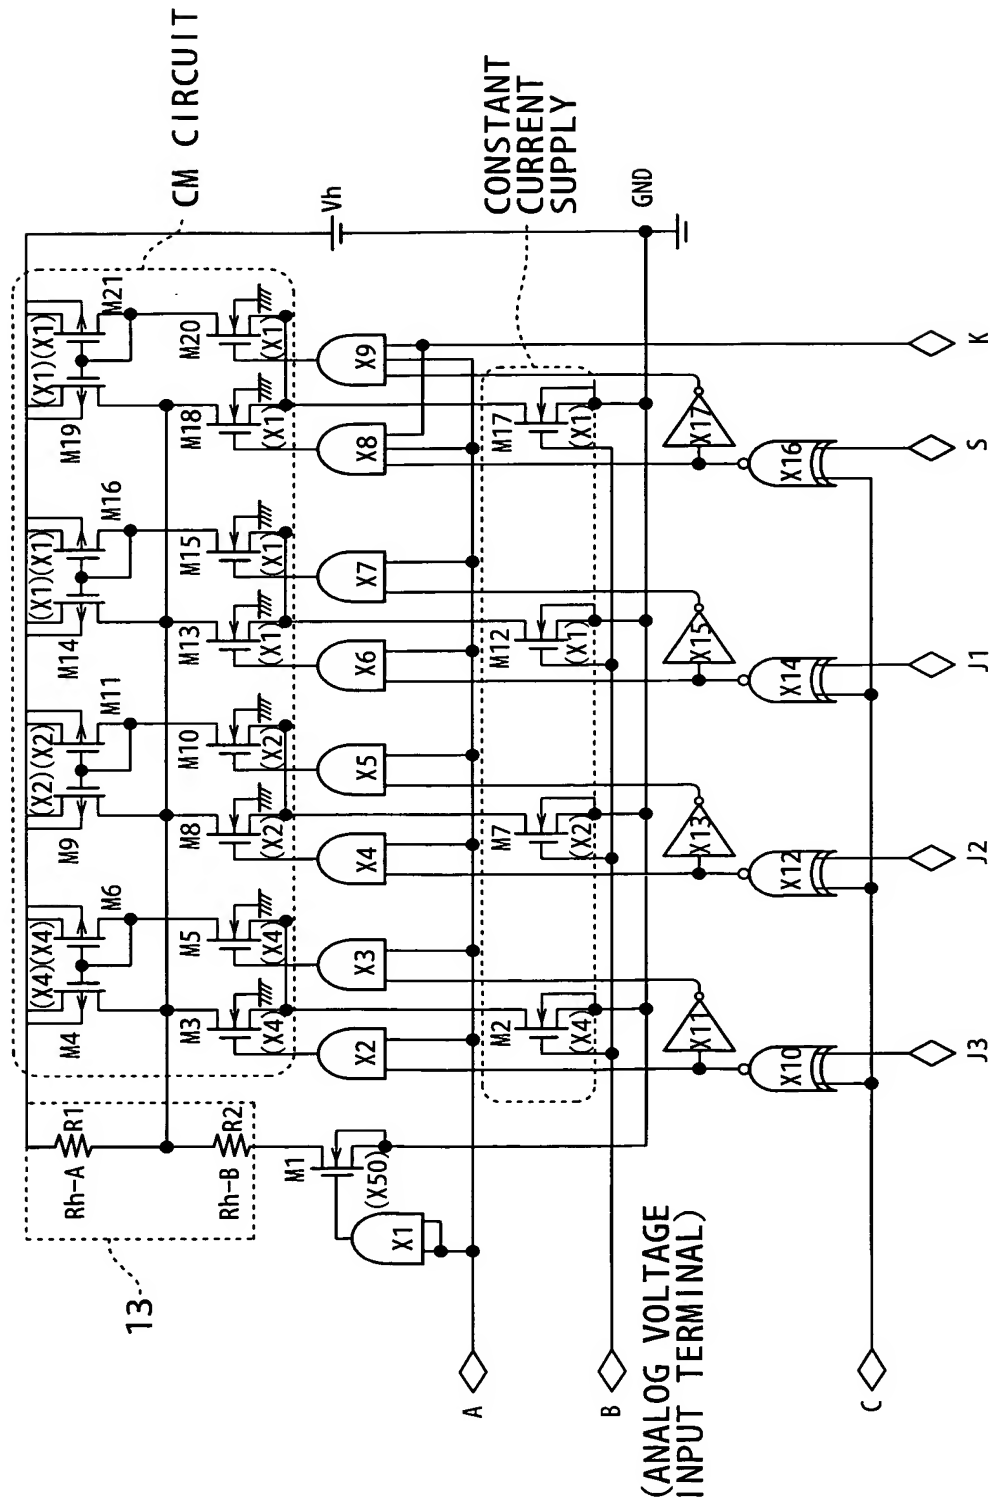 CM CIRCUIT
CONSTANT
CURRENT
SUPPLY
Vh
GND
13
Rh-A
R1
Rh-B
R2
M4
(X4)
(X4)
M6
M9
(X2)
(X2)
M11
M14
(X1)
(X1)
M16
M19
(X1)
(X1)
M21
M3
(X4)
M5
(X4)
M8
(X2)
M10
(X2)
M13
(X1)
M15
(X1)
M18
(X1)
M20
(X1)
M1
(X50)
X1
X2
X3
X4
X5
X6
X7
X8
X9
M2
(X4)
M7
(X2)
M12
(X1)
M17
(X1)
X11
X13
X15
X17
X10
X12
X14
X16
A
B
(ANALOG VOLTAGE
INPUT TERMINAL)
C
J3
J2
J1
S
K